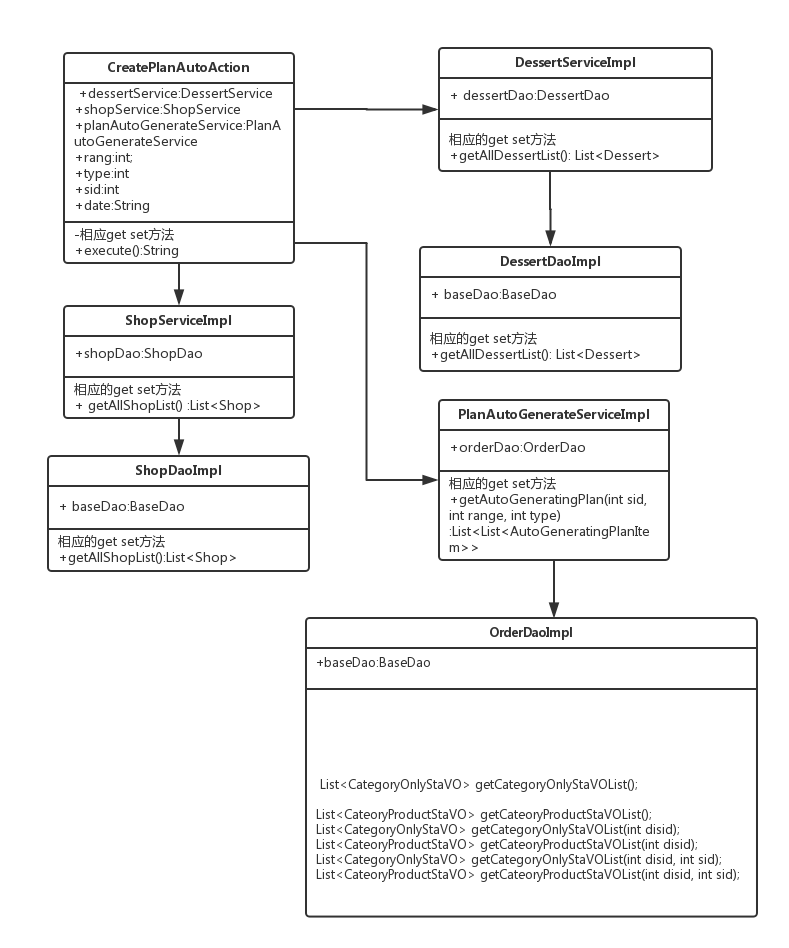 CreatePlanAutoAction
+dessertService:DessertService
+shopService:ShopService
+planAutoGenerateService:PlanA
utoGenerateService
+rang:int;
+type:int
+sid:int
+date:String
-相应get set方法
+execute():String
DessertServiceImpl
+ dessertDao:DessertDao
相应的get set方法
+getAllDessertList(): List<Dessert>
DessertDaoImpl
+ baseDao:BaseDao
相应的get set方法
+getAllDessertList(): List<Dessert>
ShopServiceImpl
+shopDao:ShopDao
相应的get set方法
+ getAllShopList() :List<Shop>
ShopDaoImpl
+ baseDao:BaseDao
相应的get set方法
+getAllShopList():List<Shop>
PlanAutoGenerateServiceImpl
+orderDao:OrderDao
相应的get set方法
+getAutoGeneratingPlan(int sid,
int range, int type)
:List<List<AutoGeneratingPlanIte
m>>
OrderDaoImpl
+baseDao:BaseDao
List<CategoryOnlyStaVO> getCategoryOnlyStaVOList();
List<CateoryProductStaVO> getCateoryProductStaVOList();
List<CategoryOnlyStaVO> getCategoryOnlyStaVOList(int disid);
List<CateoryProductStaVO> getCateoryProductStaVOList(int disid);
List<CategoryOnlyStaVO> getCategoryOnlyStaVOList(int disid, int sid);
List<CateoryProductStaVO> getCateoryProductStaVOList(int disid, int sid);